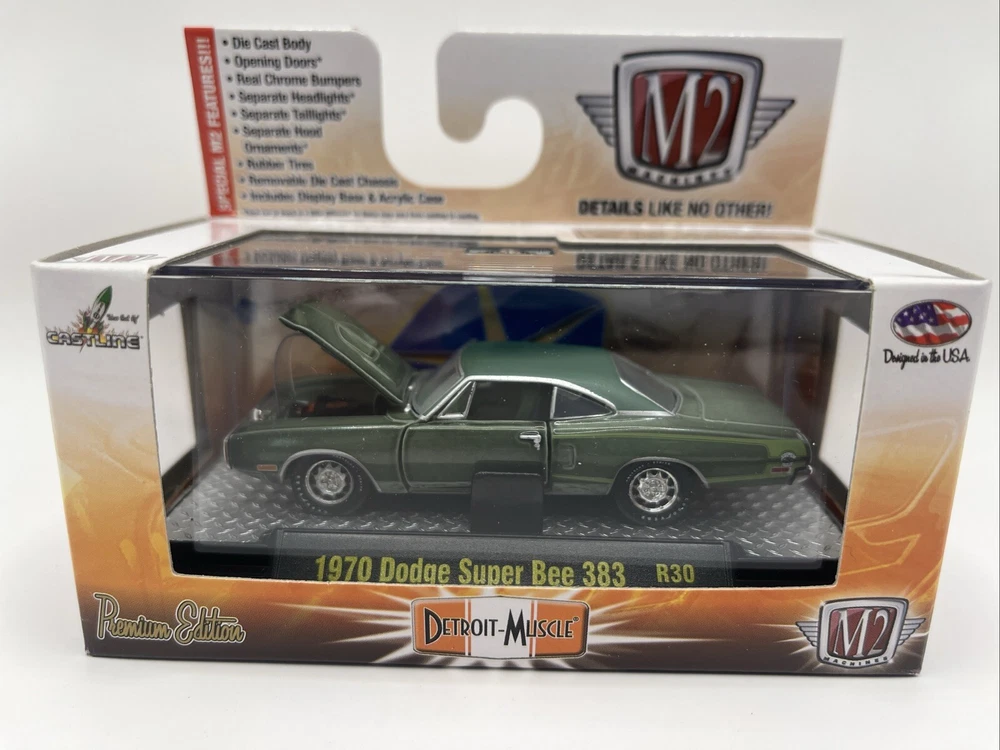 SPECIAL M2 FEATURES!!!
• Die Cast Body
• Opening Doors*
• Real Chrome Bumpers
• Separate Headlights*
• Separate Taillights*
• Separate Hood
Ornaments*
• Rubber Tires
• Removable Die Cast Chassis
• Includes Display Base & Acrylic Case
M2
MACHINES
DETAILS LIKE NO OTHER!
CASTLINE
Designed in the U.S.A.
1970 Dodge Super Bee 383 R30
Premium Edition
DETROIT-MUSCLE®
M2
MACHINES